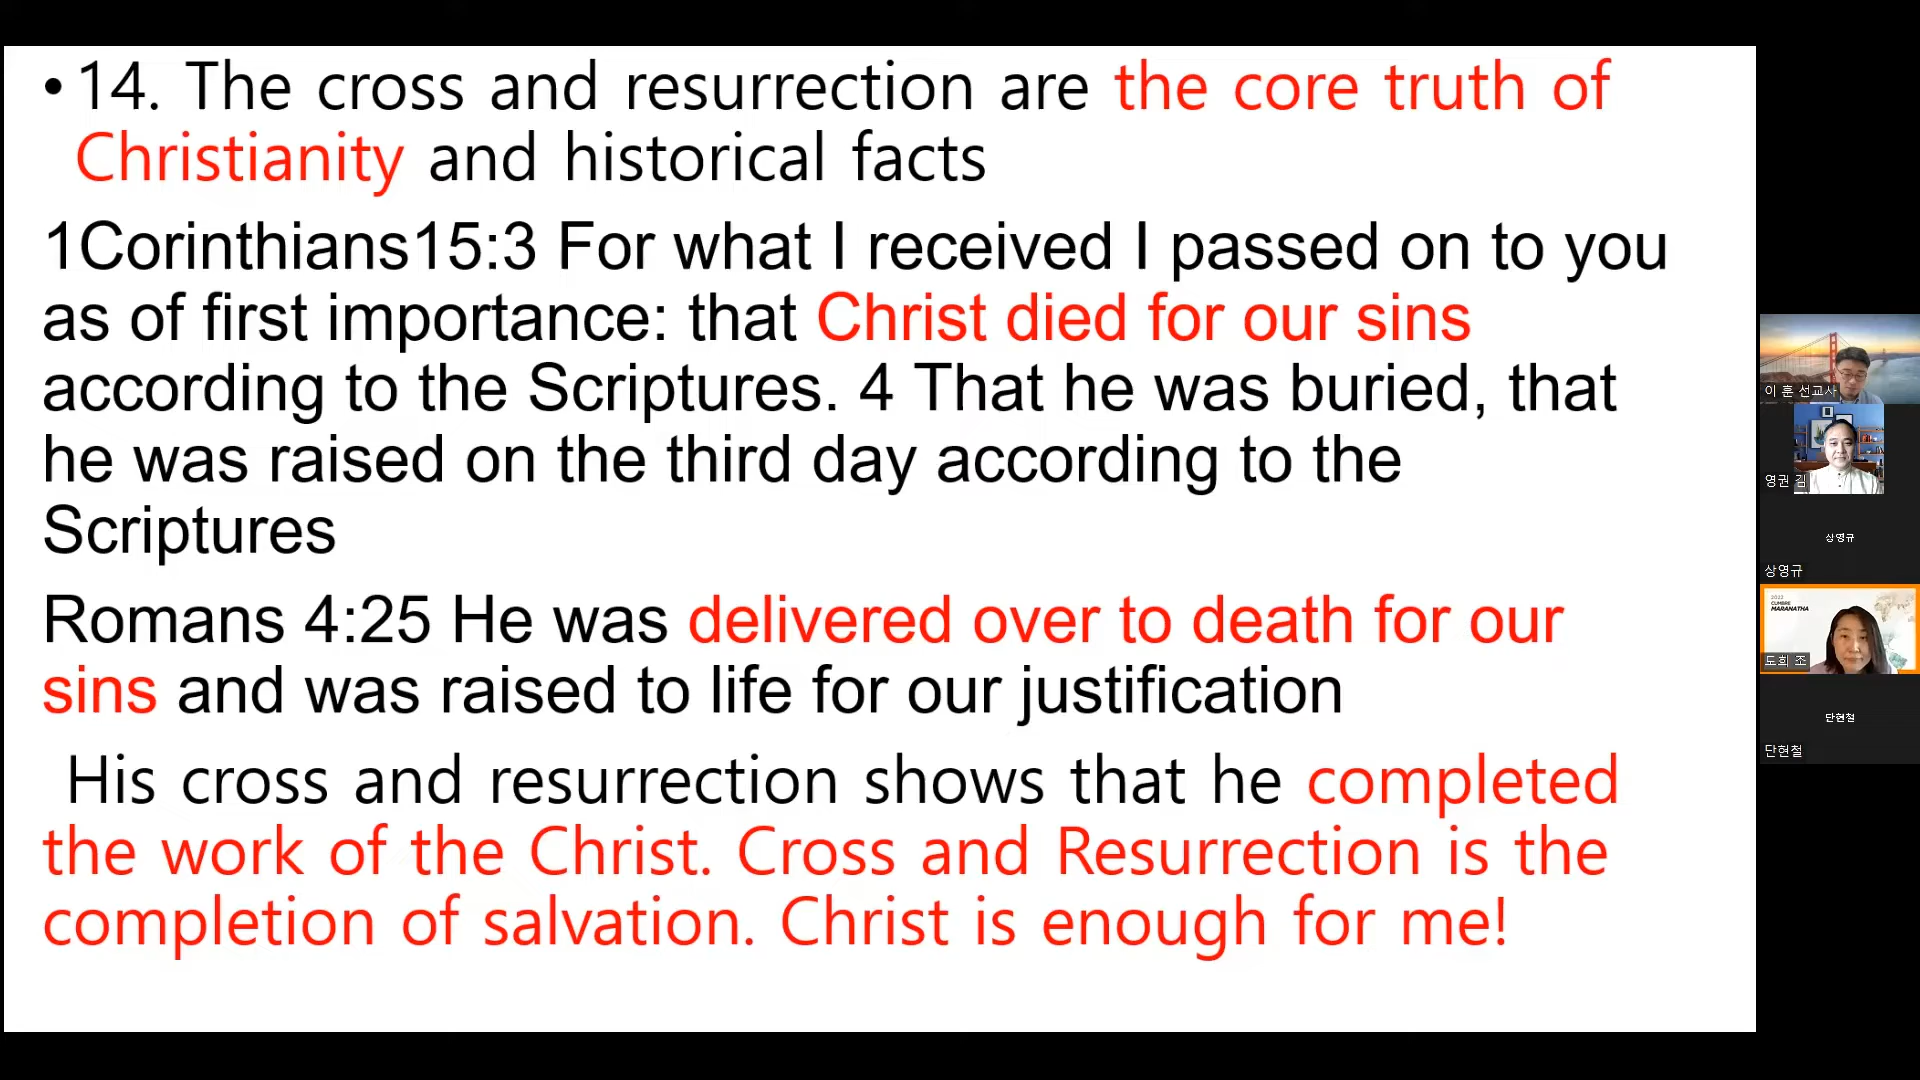 • 14. The cross and resurrection are the core truth of
Christianity and historical facts
1Corinthians15:3 For what I received I passed on to you
as of first importance: that Christ died for our sins
according to the Scriptures. 4 That he was buried, that
he was raised on the third day according to the
Scriptures
Romans 4:25 He was delivered over to death for our
sins and was raised to life for our justification
His cross and resurrection shows that he completed
the work of the Christ. Cross and Resurrection is the
completion of salvation. Christ is enough for me!
이 훈 선교사
영권 김
상영규
상영규
2022
CUMBRE
MARANATHA
도희 조
단현철
단현철